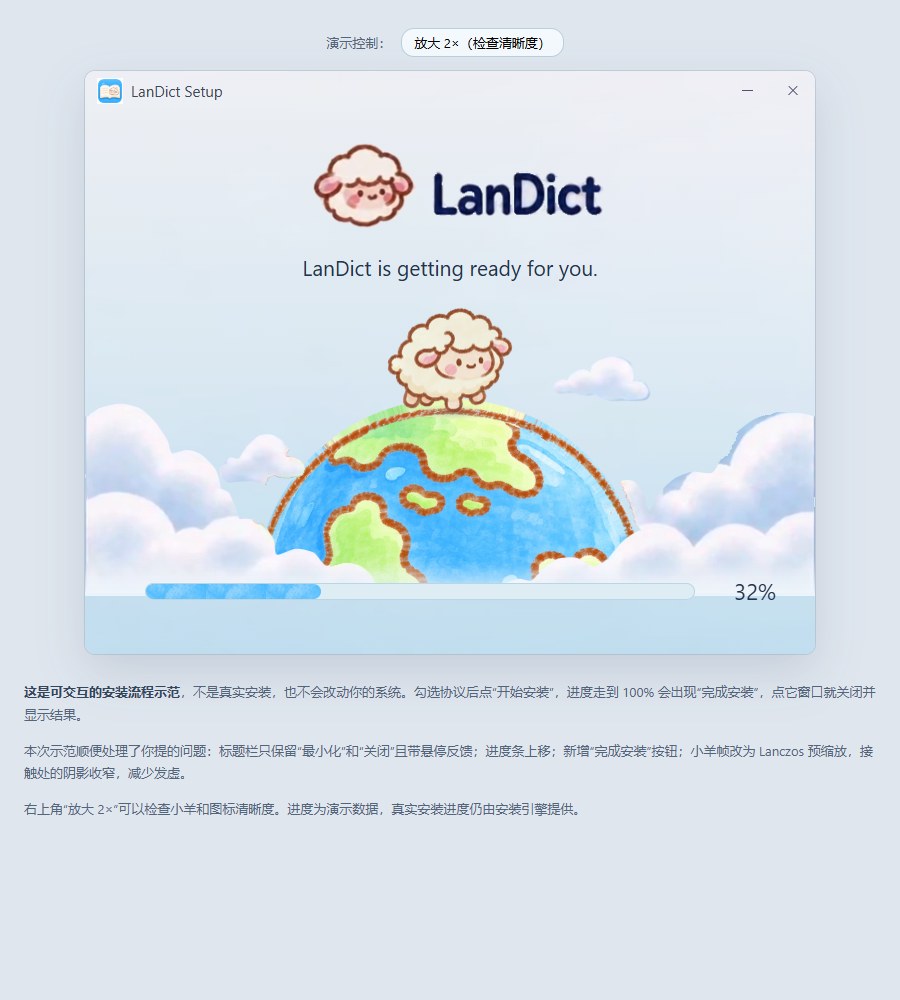 演示控制：
放大 2×（检查清晰度）
LanDict Setup
LanDict
LanDict is getting ready for you.
32%
这是可交互的安装流程示范，不是真实安装，也不会改动你的系统。勾选协议后点“开始安装”，进度走到 100% 会出现“完成安装”，点它窗口就关闭并
显示结果。
本次示范顺便处理了你提的问题：标题栏只保留“最小化”和“关闭”且带悬停反馈；进度条上移；新增“完成安装”按钮；小羊帧改为 Lanczos 预缩放，接
触处的阴影收窄，减少发虚。
右上角“放大 2×”可以检查小羊和图标清晰度。进度为演示数据，真实安装进度仍由安装引擎提供。